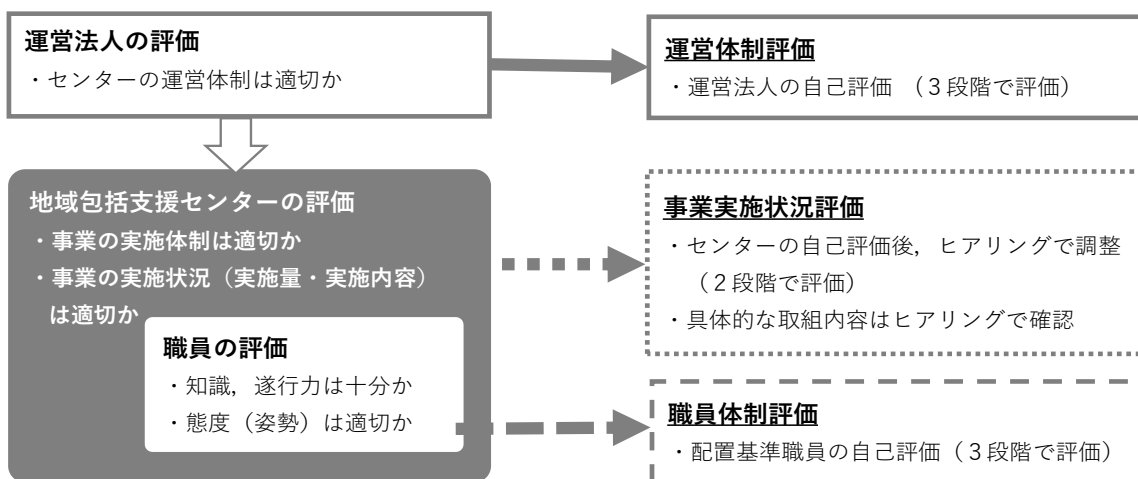 運営法人の評価
・センターの運営体制は適切か
運営体制評価
・運営法人の自己評価 （３段階で評価）
地域包括支援センターの評価
・事業の実施体制は適切か
・事業の実施状況（実施量・実施内容）
は適切か
職員の評価
・知識，遂行力は十分か
・態度（姿勢）は適切か
事業実施状況評価
・センターの自己評価後，ヒアリングで調整
（２段階で評価）
・具体的な取組内容はヒアリングで確認
職員体制評価
・配置基準職員の自己評価（３段階で評価）